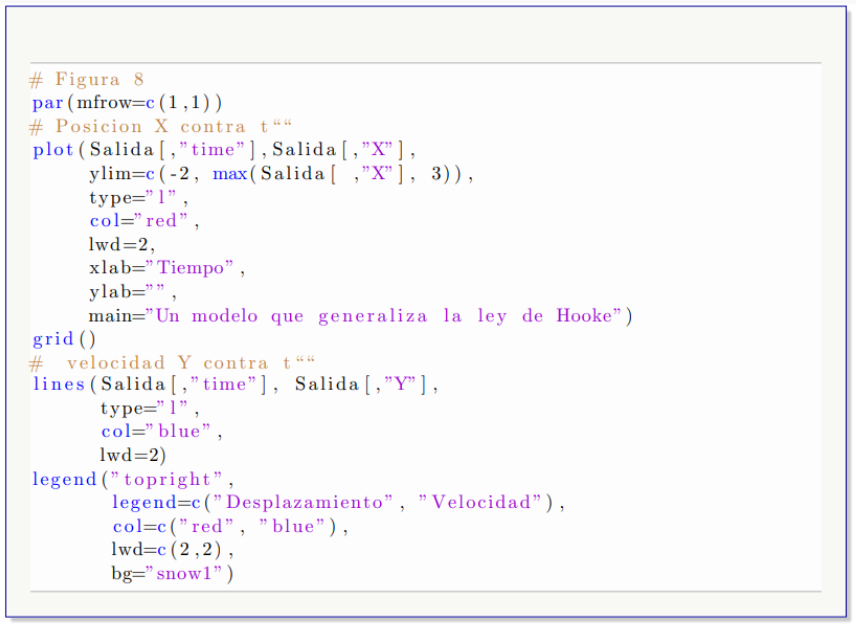 # Figura 8
par(mfrow=c(1,1))
# Posicion X contra t““
plot(Salida[,”time”],Salida[,”X”],
ylim=c(-2, max(Salida[ ,”X”], 3)),
type=”l”,
col=”red”,
lwd=2,
xlab=”Tiempo”,
ylab=””,
main=”Un modelo que generaliza la ley de Hooke”)
grid()
# velocidad Y contra t““
lines(Salida[,”time”], Salida[,”Y”],
type=”l”,
col=”blue”,
lwd=2)
legend(”topright”,
legend=c(”Desplazamiento”, ”Velocidad”),
col=c(”red”, ”blue”),
lwd=c(2,2),
bg=”snow1”)